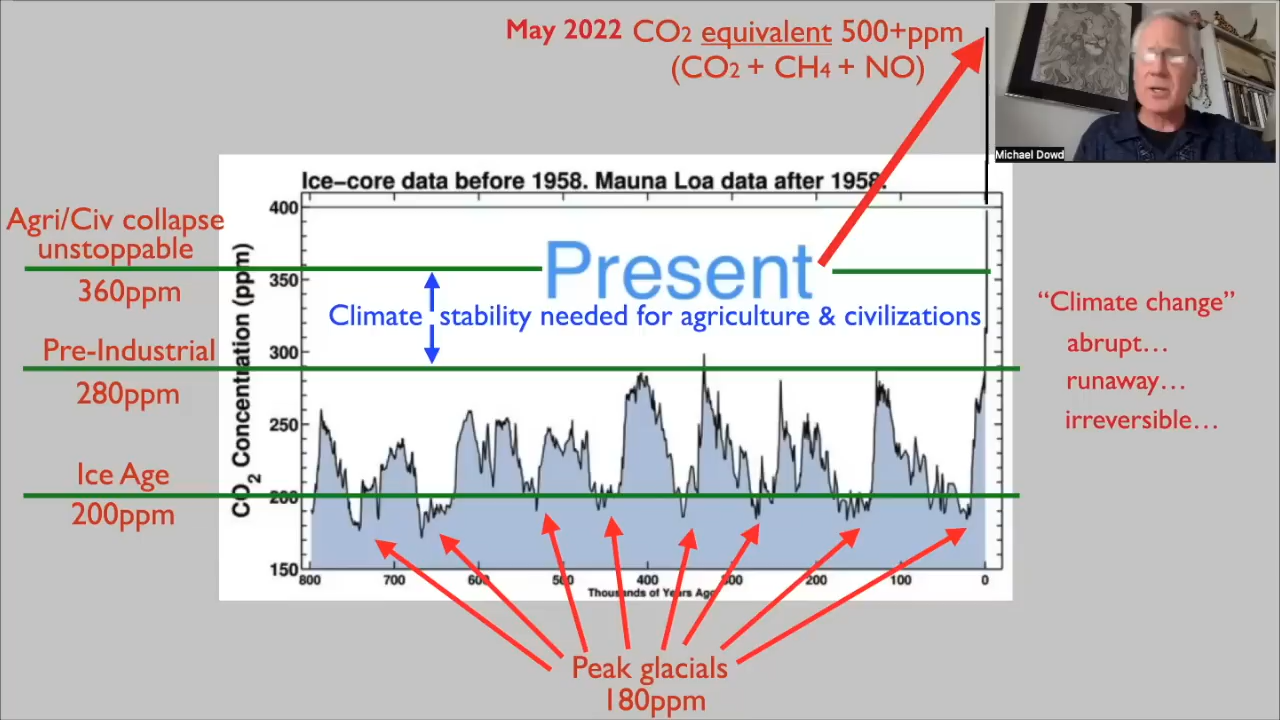 May 2022 CO2 equivalent 500+ppm
(CO2 + CH4 + NO)
Michael Dowd
Ice-core data before 1958. Mauna Loa data after 1958.
Agri/Civ collapse
unstoppable
360ppm
Pre-Industrial
280ppm
Ice Age
200ppm
CO2 Concentration (ppm)
400
350
300
250
200
150
Present
Climate stability needed for agriculture & civilizations
“Climate change”
abrupt…
runaway…
irreversible…
800 700 600 500 400 300 200 100 0
Thousands of Years Ago
Peak glacials
180ppm